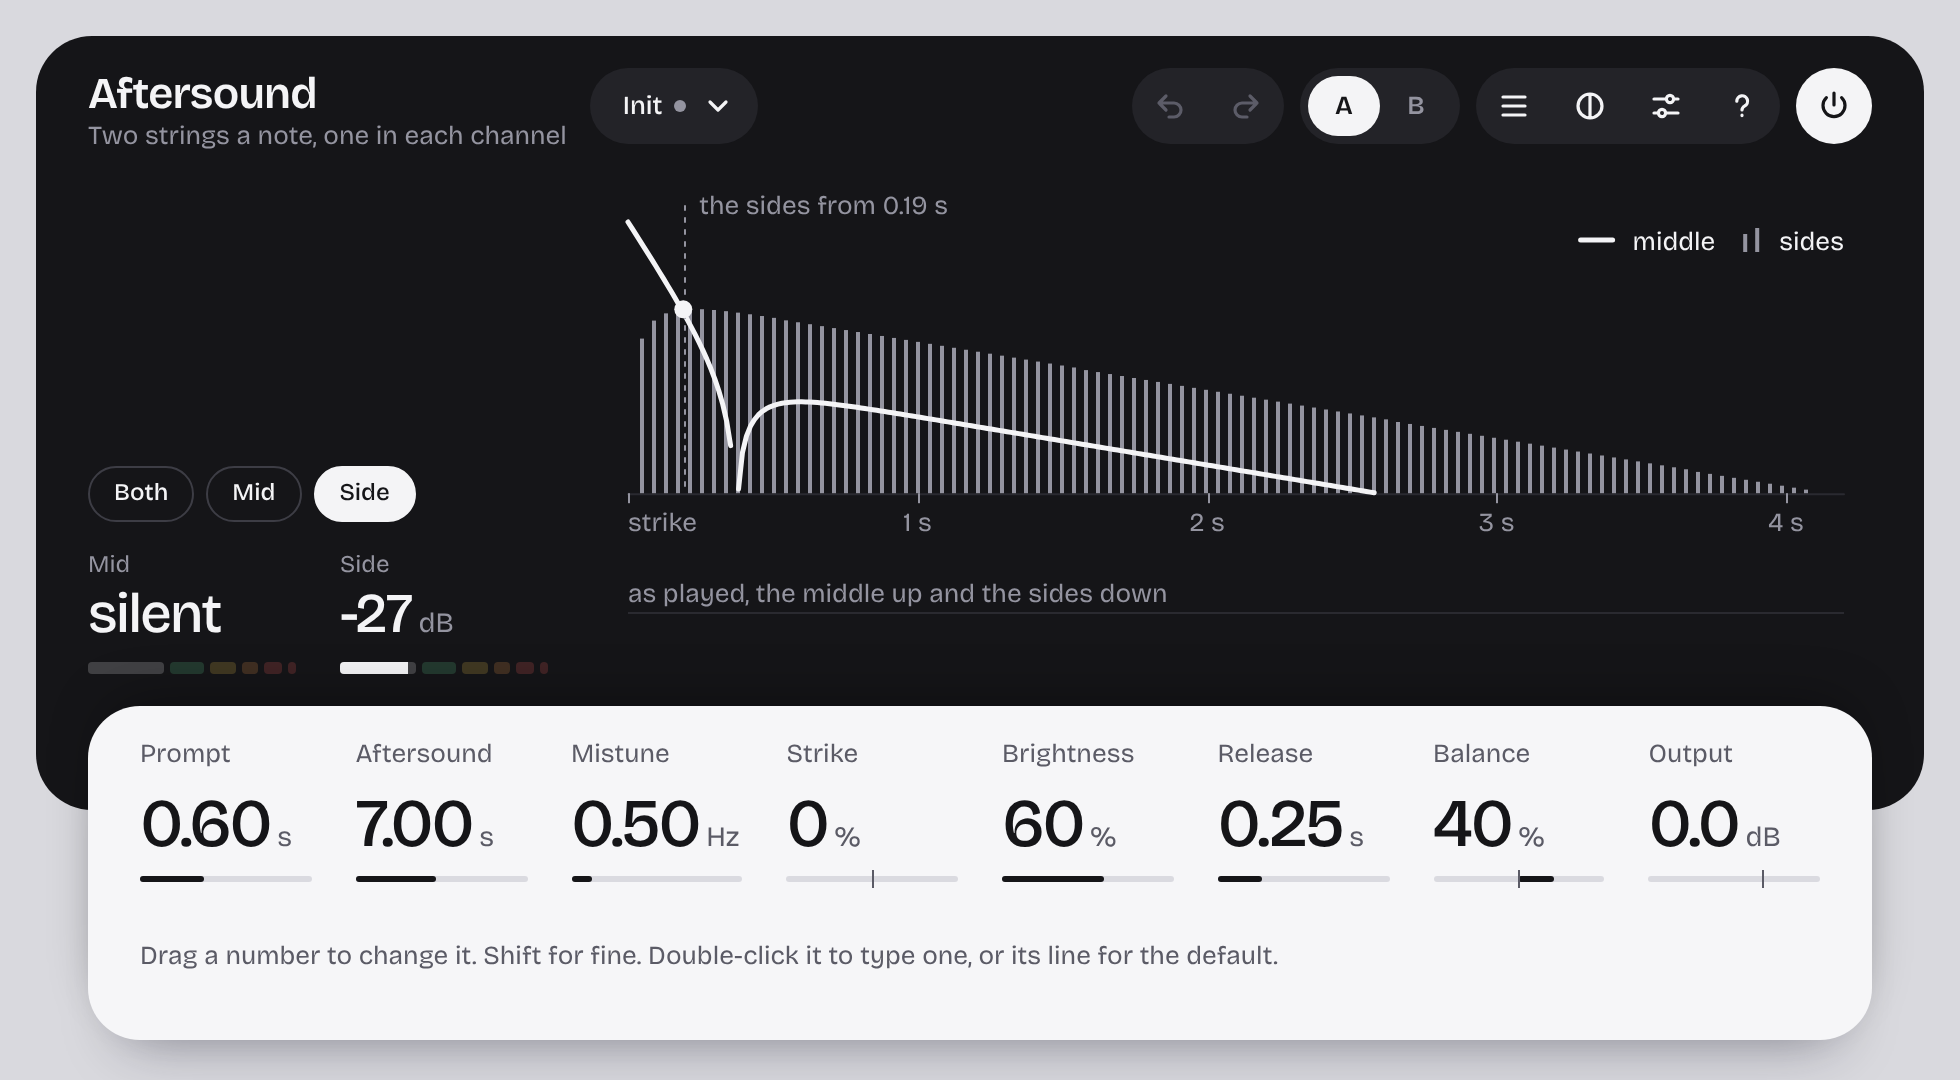 Aftersound
Two strings a note, one in each channel
Init
A
B
?
the sides from 0.19 s
middle
sides
Both
Mid
Side
strike
1 s
2 s
3 s
4 s
Mid
Side
silent
-27 dB
as played, the middle up and the sides down
Prompt
Aftersound
Mistune
Strike
Brightness
Release
Balance
Output
0.60 s
7.00 s
0.50 Hz
0 %
60 %
0.25 s
40 %
0.0 dB
Drag a number to change it. Shift for fine. Double-click it to type one, or its line for the default.